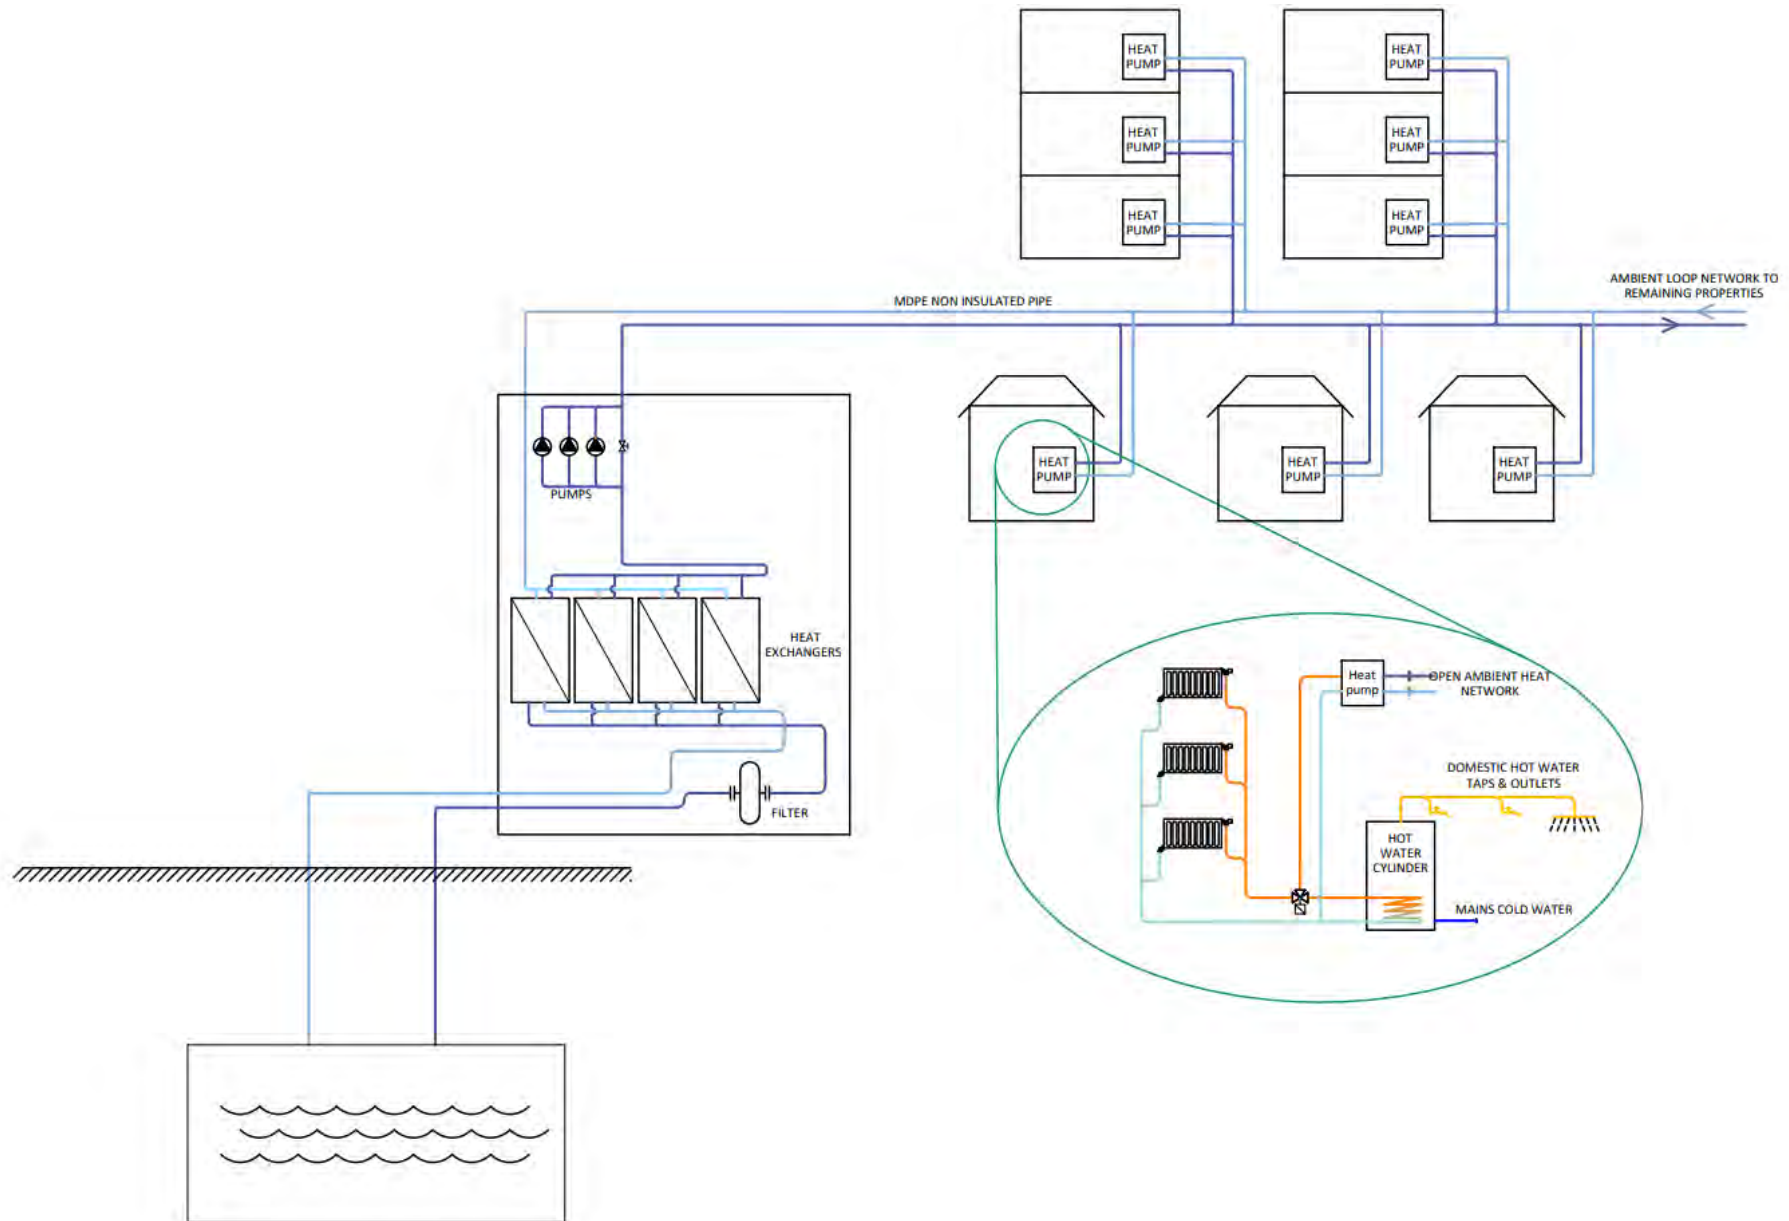 HEAT
PUMP
HEAT
PUMP
HEAT
PUMP
HEAT
PUMP
HEAT
PUMP
HEAT
PUMP
AMBIENT LOOP NETWORK TO
REMAINING PROPERTIES
MDPE NON INSULATED PIPE
HEAT
PUMP
HEAT
PUMP
HEAT
PUMP
PUMPS
HEAT
EXCHANGERS
FILTER
Heat
pump
OPEN AMBIENT HEAT
NETWORK
DOMESTIC HOT WATER
TAPS & OUTLETS
HOT
WATER
CYLINDER
MAINS COLD WATER